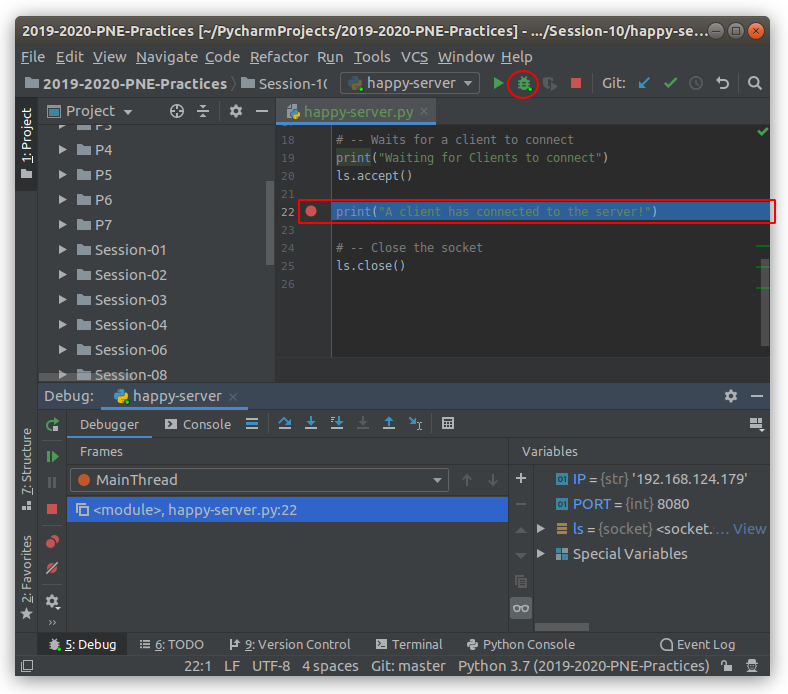 2019-2020-PNE-Practices [~/PycharmProjects/2019-2020-PNE-Practices] - .../Session-10/happy-se...
File Edit View Navigate Code Refactor Run Tools VCS Window Help
2019-2020-PNE-Practices Session-10 happy-server Git:
1: Project
Project
happy-server.py
P3
P4
P5
P6
P7
Session-01
Session-02
Session-03
Session-04
Session-06
Session-08
18 # -- Waits for a client to connect
19 print("Waiting for Clients to connect")
20 ls.accept()
21
22 print("A client has connected to the server!")
23
24 # -- Close the socket
25 ls.close()
26
Debug: happy-server
Debugger Console
Frames
MainThread
<module>, happy-server.py:22
Variables
IP = {str} '192.168.124.179'
PORT = {int} 8080
ls = {socket} <socket.... View
Special Variables
7: Structure
2: Favorites
5: Debug 6: TODO 9: Version Control Terminal Python Console Event Log
22:1 LF UTF-8 4 spaces Git: master Python 3.7 (2019-2020-PNE-Practices)